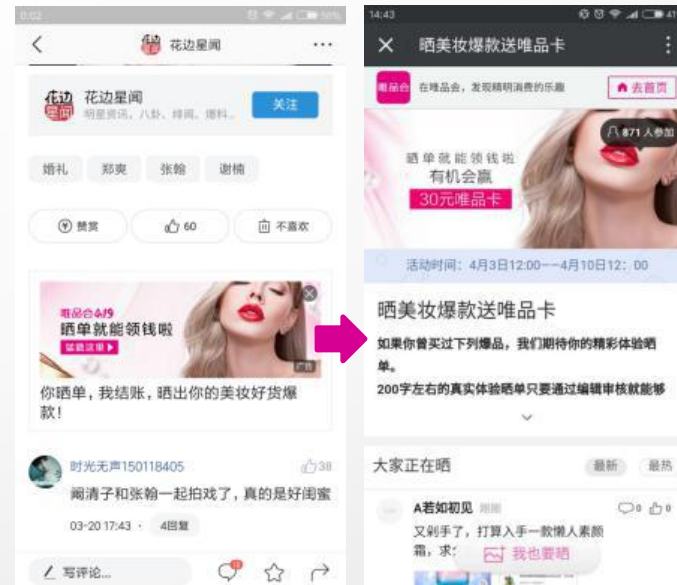 0:02
花边星闻
花边星闻
明星资讯，八卦、绯闻、爆料..
关注
婚礼
郑爽
张翰
谢楠
赞赏
60
不喜欢
唯品会4/9
晒单就能领钱啦
猛戳这里
广告
你晒单，我结账，晒出你的美妆好货爆
款！
时光无声150118405
38
阚清子和张翰一起拍戏了，真的是好闺蜜
03-20 17:43 · 4回复
写评论...
14:43
晒美妆爆款送唯品卡
唯品会
在唯品会，发现精明消费的乐趣
去首页
871 人参加
晒单就能领钱啦
有机会赢
30元唯品卡
活动时间：4月3日12:00——4月10日12：00
晒美妆爆款送唯品卡
如果你曾买过下列爆品，我们期待你的精彩体验晒
单。
200字左右的真实体验晒单只要通过编辑审核就能够
大家正在晒
最新
最热
A若如初见 刚刚
0
0
又剁手了，打算入手一款懒人素颜
霜，求
我也要晒